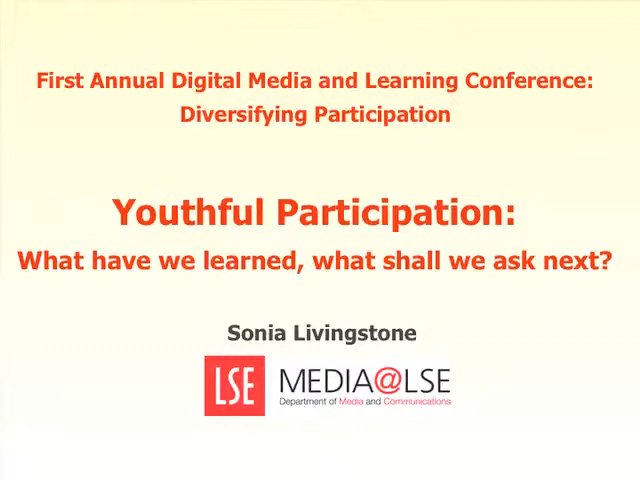 First Annual Digital Media and Learning Conference:
Diversifying Participation
Youthful Participation:
What have we learned, what shall we ask next?
Sonia Livingstone
LSE
MEDIA@LSE
Department of Media and Communications